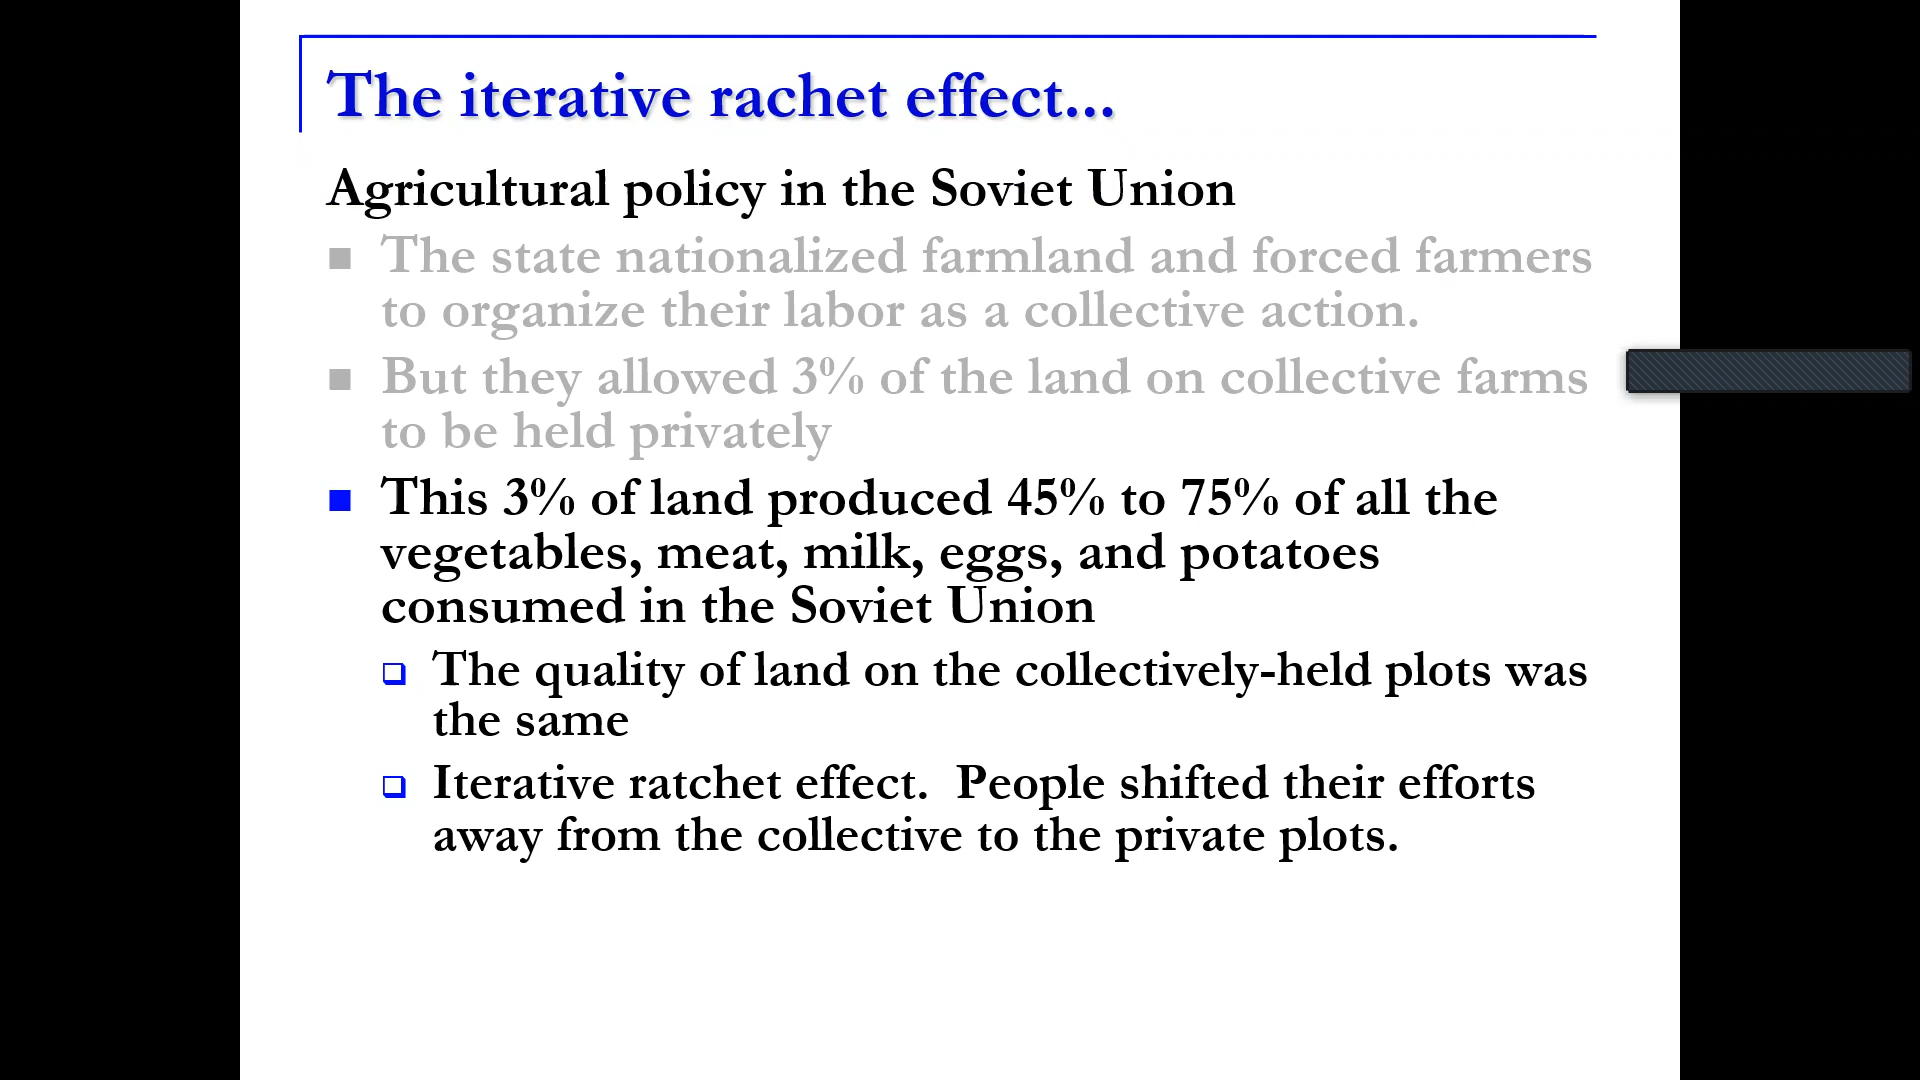 The iterative rachet effect...
Agricultural policy in the Soviet Union
The state nationalized farmland and forced farmers
to organize their labor as a collective action.
But they allowed 3% of the land on collective farms
to be held privately
This 3% of land produced 45% to 75% of all the
vegetables, meat, milk, eggs, and potatoes
consumed in the Soviet Union
The quality of land on the collectively-held plots was
the same
Iterative ratchet effect.  People shifted their efforts
away from the collective to the private plots.